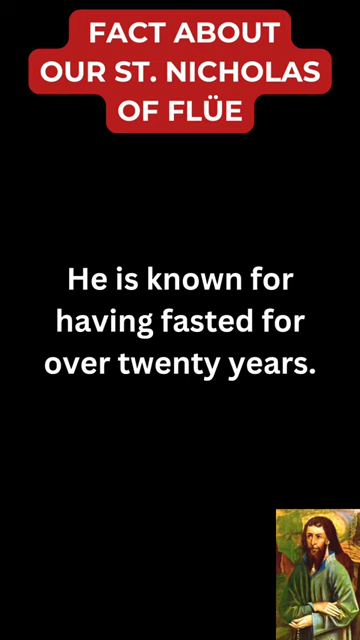 FACT ABOUT
OUR ST. NICHOLAS
OF FLÜE
He is known for
having fasted for
over twenty years.